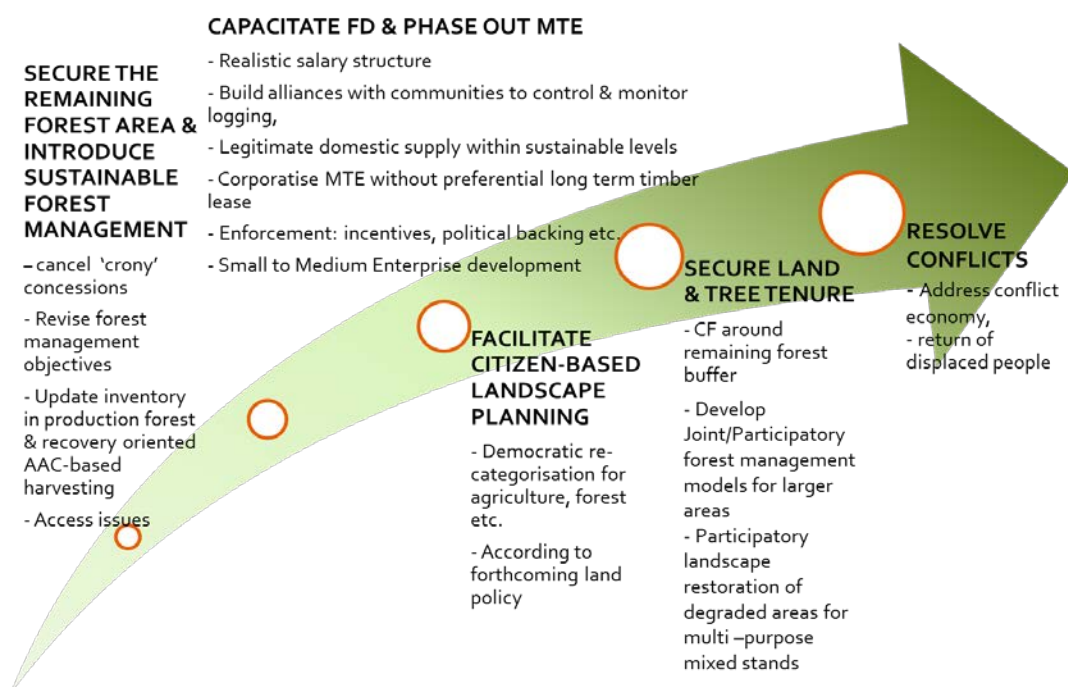 CAPACITATE FD & PHASE OUT MTE
- Realistic salary structure
- Build alliances with communities to control & monitor
logging,
- Legitimate domestic supply within sustainable levels
- Corporatise MTE without preferential long term timber
lease
- Enforcement: incentives, political backing etc.
- Small to Medium Enterprise development
SECURE THE
REMAINING
FOREST AREA &
INTRODUCE
SUSTAINABLE
FOREST
MANAGEMENT
– cancel ‘crony’
concessions
- Revise forest
management
objectives
- Update inventory
in production forest
& recovery oriented
AAC-based
harvesting
- Access issues
FACILITATE
CITIZEN-BASED
LANDSCAPE
PLANNING
- Democratic re-
categorisation for
agriculture, forest
etc.
- According to
forthcoming land
policy
SECURE LAND
& TREE TENURE
- CF around
remaining forest
buffer
- Develop
Joint/Participatory
forest management
models for larger
areas
- Participatory
landscape
restoration of
degraded areas for
multi –purpose
mixed stands
RESOLVE
CONFLICTS
- Address conflict
economy,
- return of
displaced people